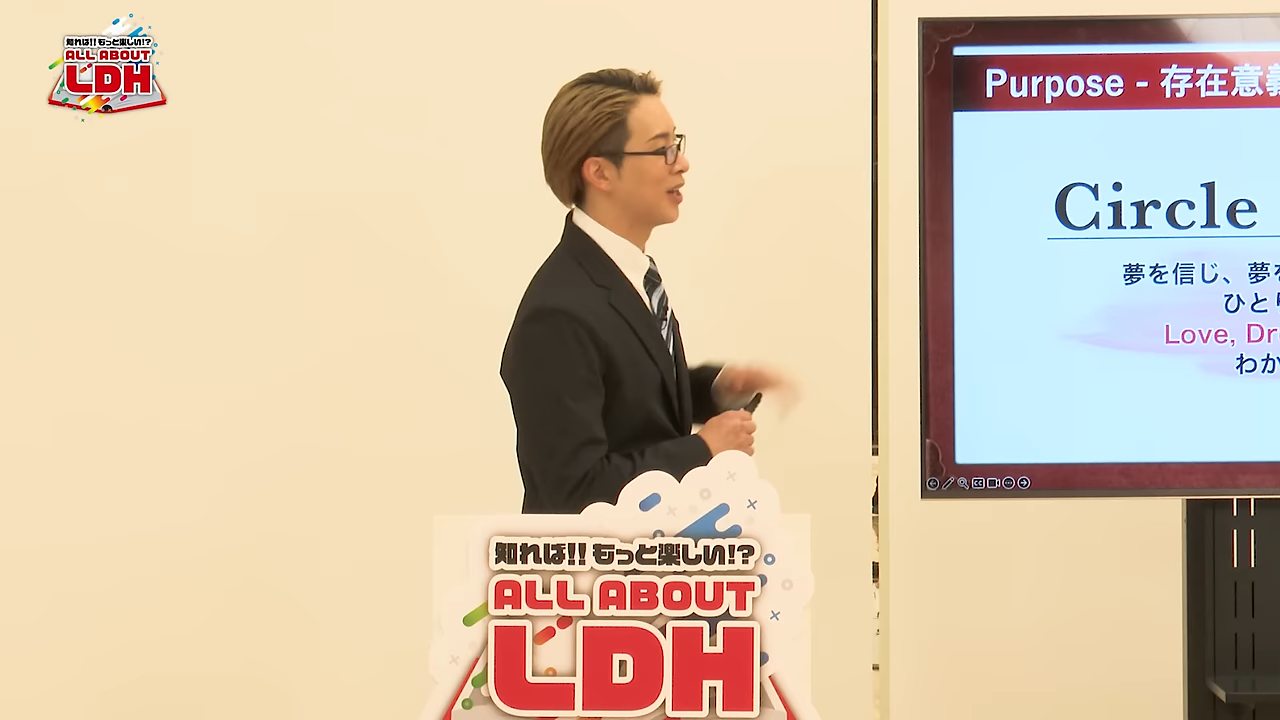 知れば!! もっと楽しい!?
ALL ABOUT
LDH
Purpose - 存在意義
Circle
夢を信じ、夢を
ひとり
Love, Dr
わか
知れば!! もっと楽しい!?
ALL ABOUT
LDH